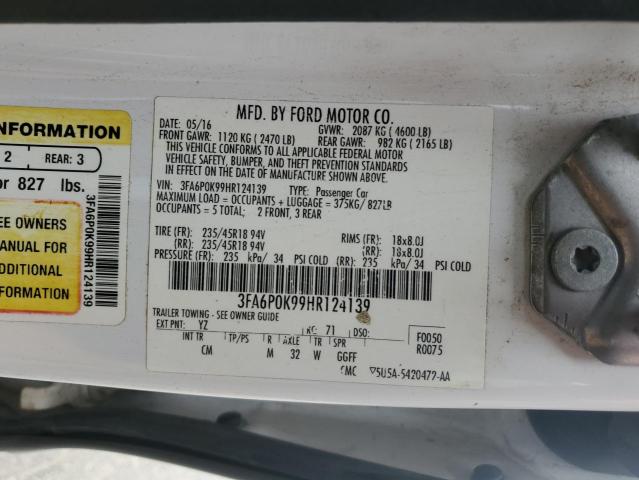 NFORMATION
2 REAR: 3
or 827 lbs.
EE OWNERS
MANUAL FOR
ADDITIONAL
INFORMATION
3FA6P0K99HR124139
MFD. BY FORD MOTOR CO.
DATE: 05/16 GVWR: 2087 KG ( 4600 LB)
FRONT GAWR: 1120 KG ( 2470 LB) REAR GAWR: 982 KG ( 2165 LB)
THIS VEHICLE CONFORMS TO ALL APPLICABLE FEDERAL MOTOR
VEHICLE SAFETY, BUMPER, AND THEFT PREVENTION STANDARDS
IN EFFECT ON THE DATE OF MANUFACTURE SHOWN ABOVE.
VIN: 3FA6P0K99HR124139 TYPE: Passenger Car
MAXIMUM LOAD = OCCUPANTS + LUGGAGE = 375KG/ 827LB
OCCUPANTS = 5 TOTAL; 2 FRONT, 3 REAR
TIRE (FR): 235/45R18 94V RIMS (FR): 18x8.0J
(RR): 235/45R18 94V (RR): 18x8.0J
PRESSURE (FR): 235 kPa/ 34 PSI COLD (RR): 235 kPa/ 34 PSI COLD
3FA6P0K99HR124139
TRAILER TOWING - SEE OWNER GUIDE
EXT PNT: YZ RC: 71 DSO: F0050
INT TR TP/PS R AXLE TR SPR R0075
CM M 32 W GGFF
5U5A-5420472-AA